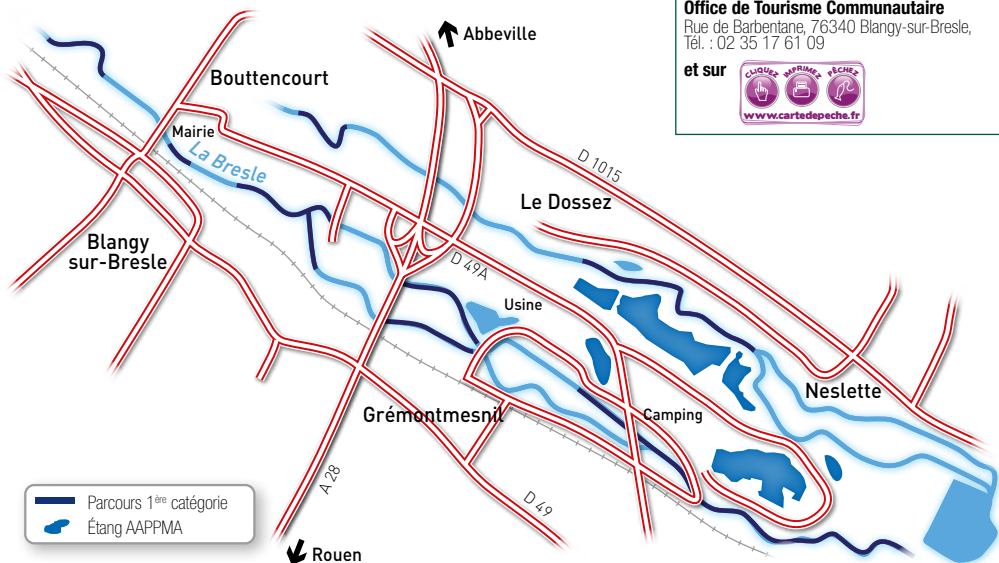 Office de Tourisme Communautaire
Rue de Barbentane, 76340 Blangy-sur-Bresle,
Tél. : 02 35 17 61 09
et sur
CLIQUEZ IMPRIMEZ PÊCHEZ
www.cartedepeche.fr
Abbeville
Bouttencourt
Mairie
La Bresle
D 1015
Le Dossez
Blangy
sur-Bresle
D 49A
Usine
Neslette
Grémontmesnil
Camping
A 28
D 49
Parcours 1ère catégorie
Étang AAPPMA
Rouen